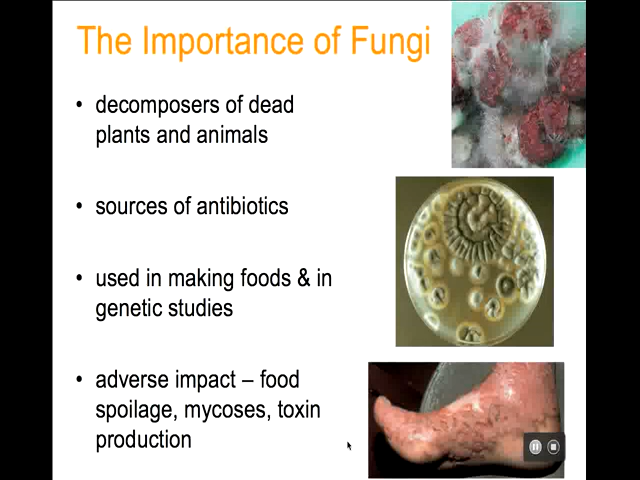 The Importance of Fungi
• decomposers of dead
plants and animals
• sources of antibiotics
• used in making foods & in
genetic studies
• adverse impact – food
spoilage, mycoses, toxin
production